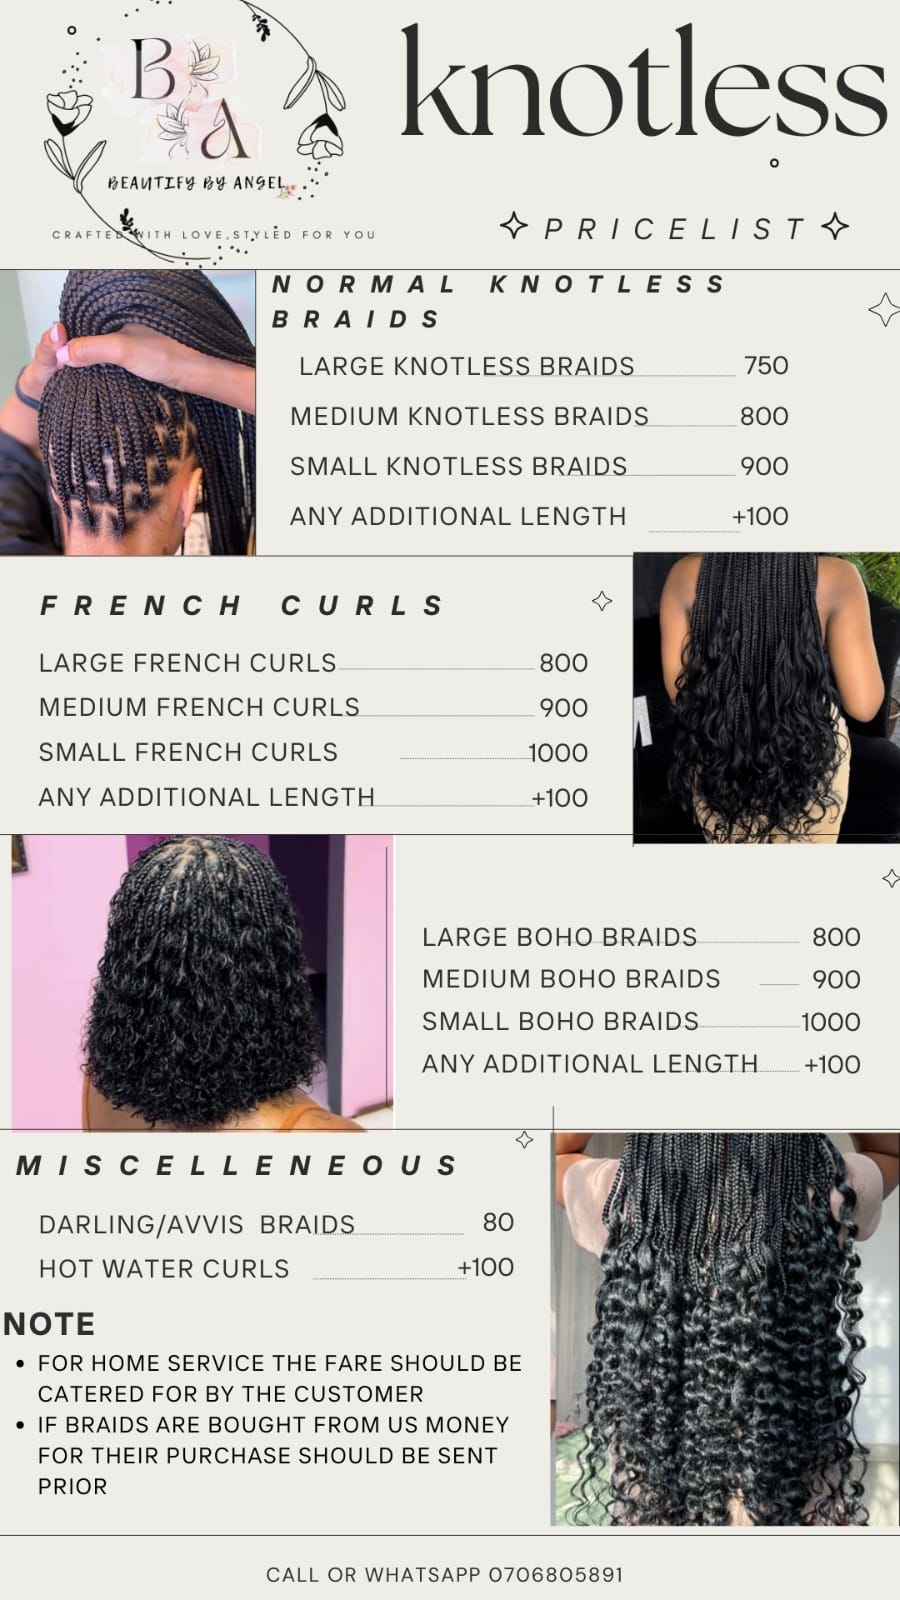 B
A
BEAUTIFY BY ANGEL
CRAFTED WITH LOVE,STYLED FOR YOU
knotless
PRICELIST
NORMAL KNOTLESS
BRAIDS
LARGE KNOTLESS BRAIDS 750
MEDIUM KNOTLESS BRAIDS 800
SMALL KNOTLESS BRAIDS 900
ANY ADDITIONAL LENGTH +100
FRENCH CURLS
LARGE FRENCH CURLS 800
MEDIUM FRENCH CURLS 900
SMALL FRENCH CURLS 1000
ANY ADDITIONAL LENGTH +100
LARGE BOHO BRAIDS 800
MEDIUM BOHO BRAIDS 900
SMALL BOHO BRAIDS 1000
ANY ADDITIONAL LENGTH +100
MISCELLENEOUS
DARLING/AVVIS BRAIDS 80
HOT WATER CURLS +100
NOTE
• FOR HOME SERVICE THE FARE SHOULD BE
CATERED FOR BY THE CUSTOMER
• IF BRAIDS ARE BOUGHT FROM US MONEY
FOR THEIR PURCHASE SHOULD BE SENT
PRIOR
CALL OR WHATSAPP 0706805891